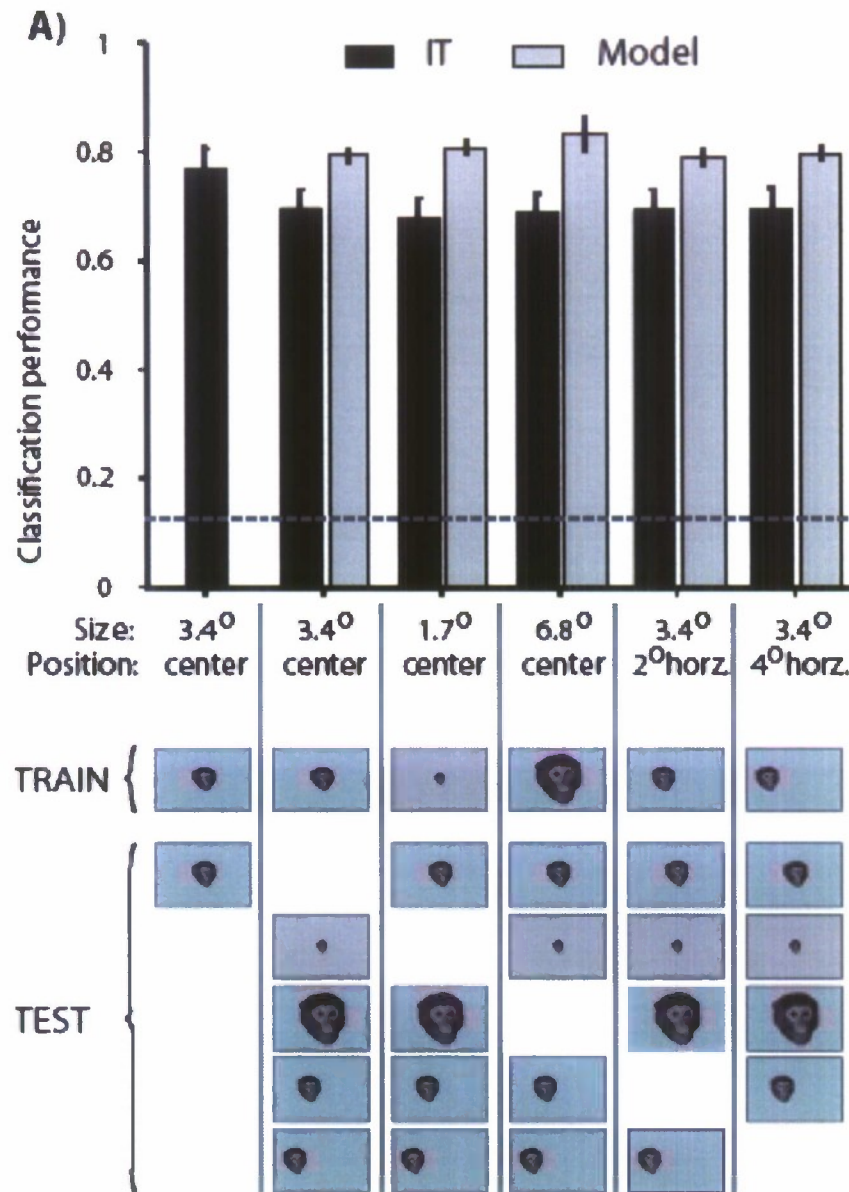 A)
IT Model
Classification performance
1
0.8
0.6
0.4
0.2
0
Size: 3.4° 3.4° 1.7° 6.8° 3.4° 3.4°
Position: center center center center 2°horz. 4°horz.
TRAIN
TEST